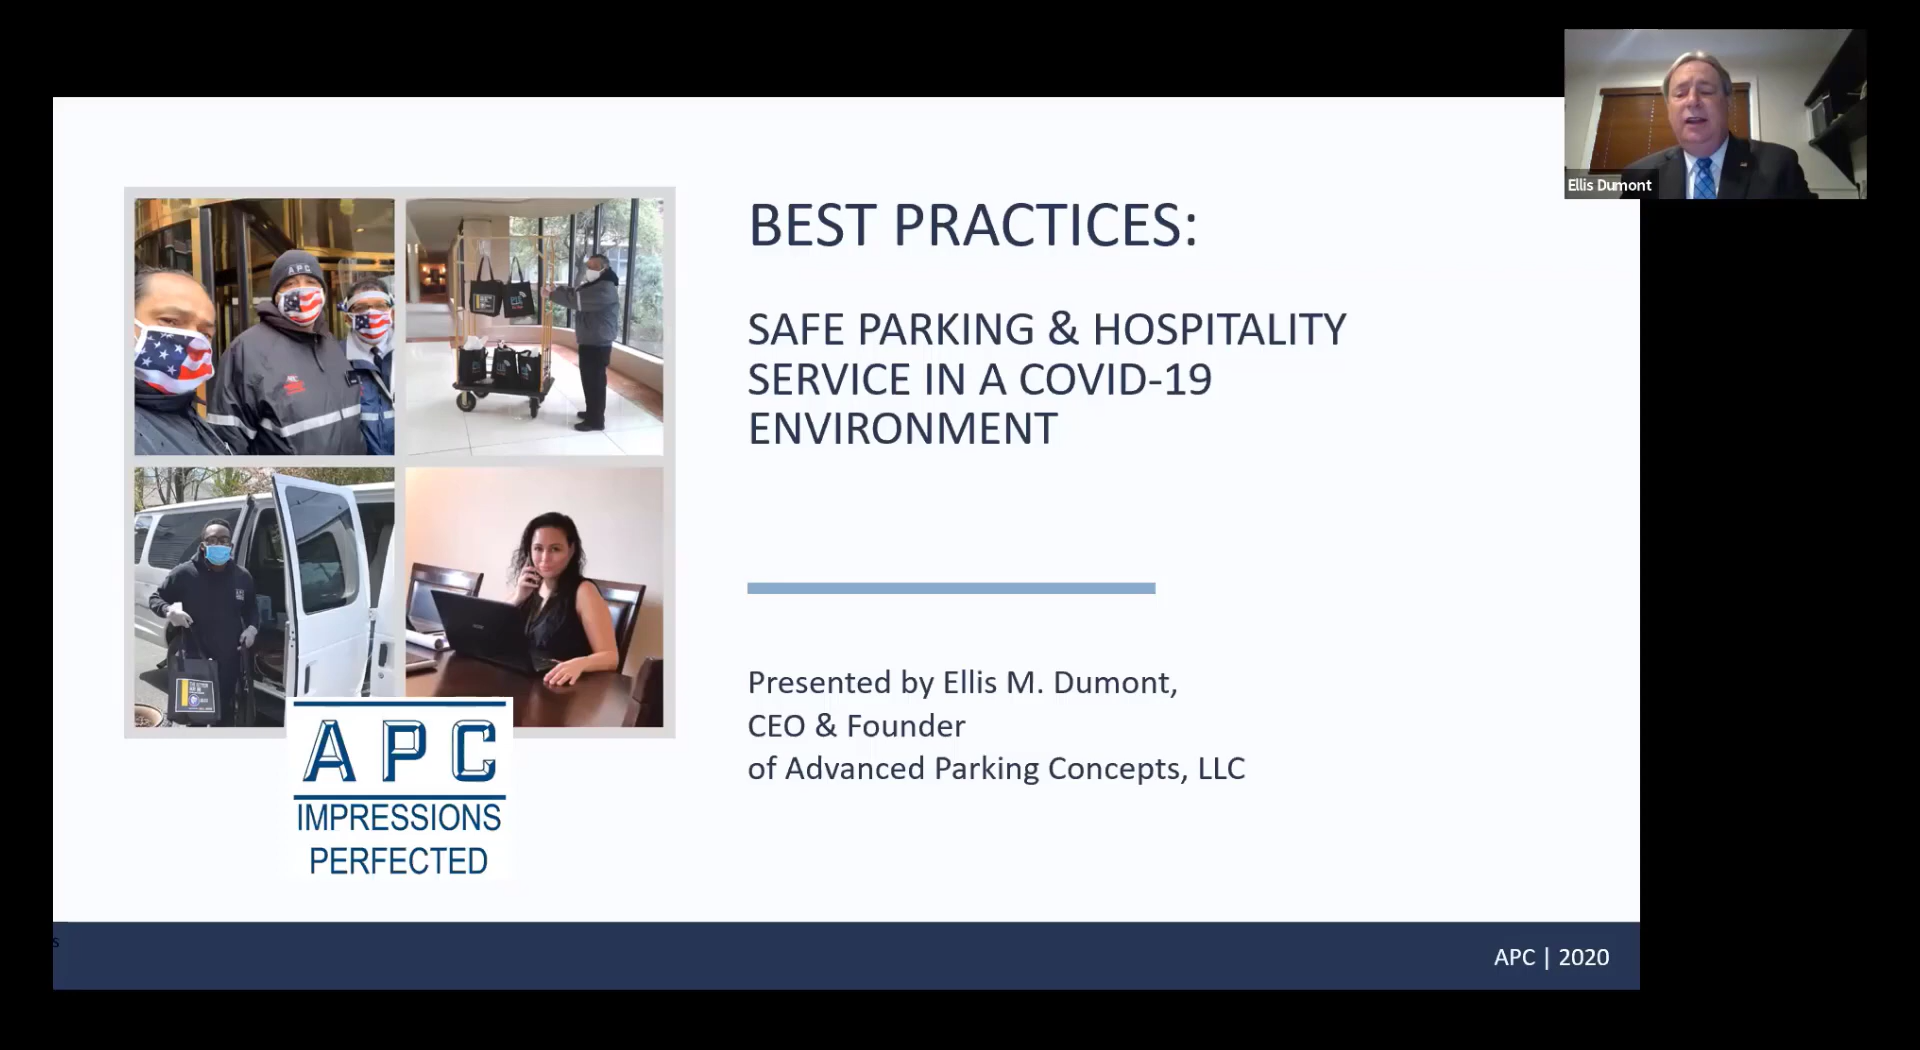 Ellis Dumont
BEST PRACTICES:
SAFE PARKING & HOSPITALITY
SERVICE IN A COVID-19
ENVIRONMENT
Presented by Ellis M. Dumont,
CEO & Founder
of Advanced Parking Concepts, LLC
APC
A P C
IMPRESSIONS
PERFECTED
s
APC | 2020